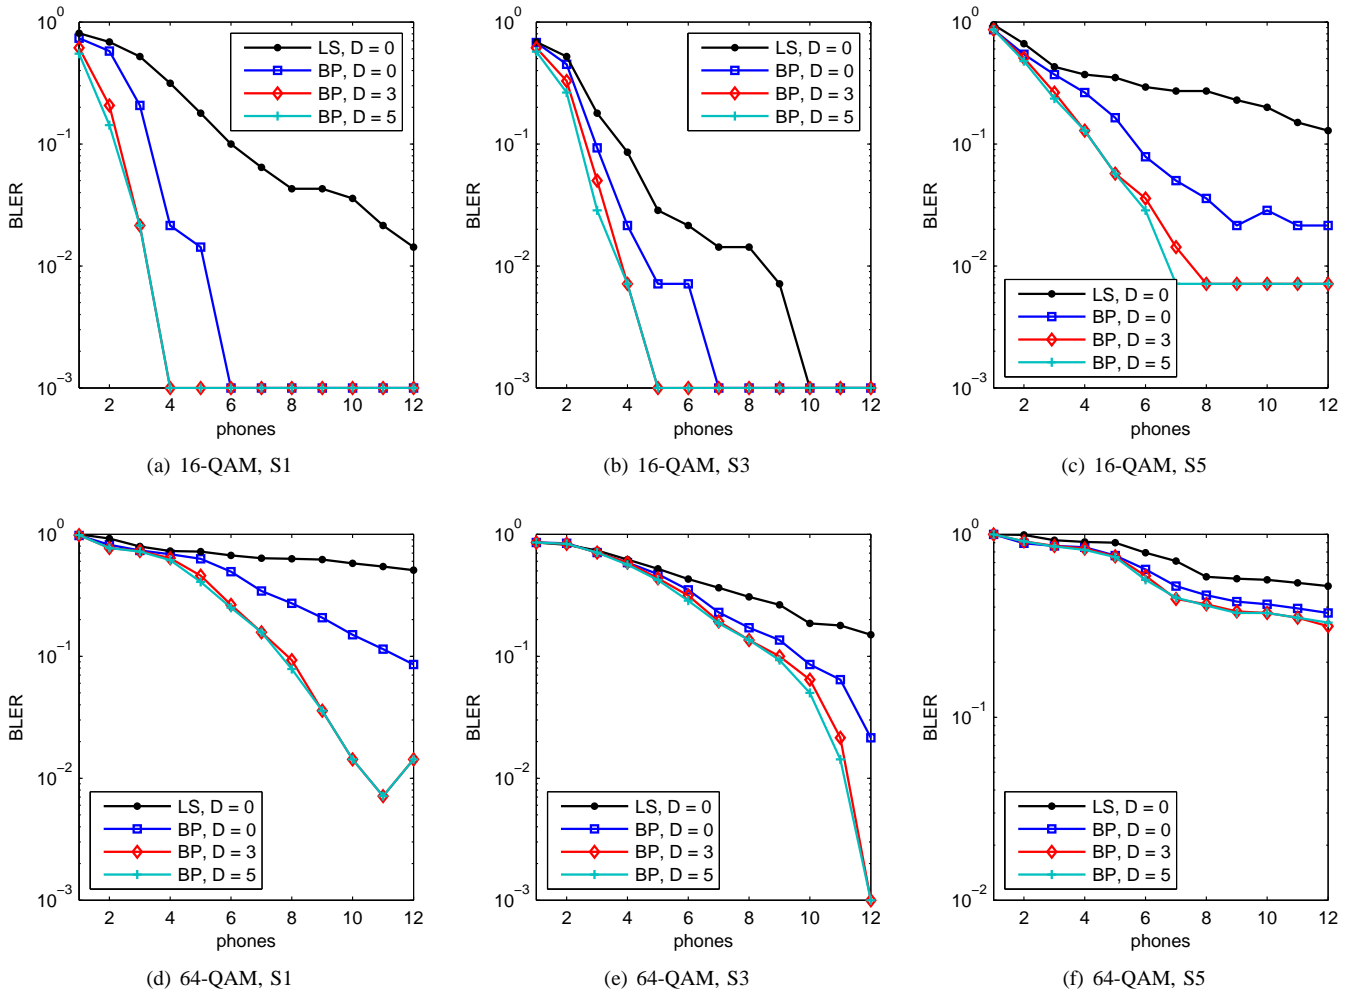 10^0
10^−1
10^−2
10^−3
BLER
2 4 6 8 10 12
phones
LS, D = 0
BP, D = 0
BP, D = 3
BP, D = 5
(a) 16-QAM, S1
10^0
10^−1
10^−2
10^−3
BLER
2 4 6 8 10 12
phones
LS, D = 0
BP, D = 0
BP, D = 3
BP, D = 5
(b) 16-QAM, S3
10^0
10^−1
10^−2
10^−3
BLER
2 4 6 8 10 12
phones
LS, D = 0
BP, D = 0
BP, D = 3
BP, D = 5
(c) 16-QAM, S5
10^0
10^−1
10^−2
10^−3
BLER
2 4 6 8 10 12
phones
LS, D = 0
BP, D = 0
BP, D = 3
BP, D = 5
(d) 64-QAM, S1
10^0
10^−1
10^−2
10^−3
BLER
2 4 6 8 10 12
phones
LS, D = 0
BP, D = 0
BP, D = 3
BP, D = 5
(e) 64-QAM, S3
10^0
10^−1
10^−2
BLER
2 4 6 8 10 12
phones
LS, D = 0
BP, D = 0
BP, D = 3
BP, D = 5
(f) 64-QAM, S5